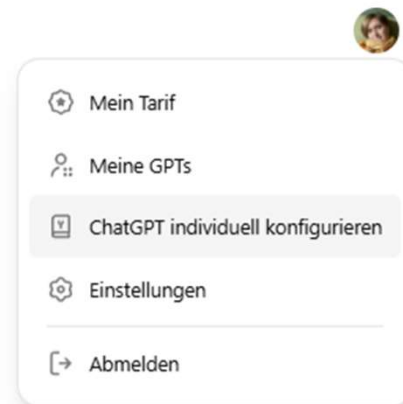 Mein Tarif
Meine GPTs
ChatGPT individuell konfigurieren
Einstellungen
Abmelden